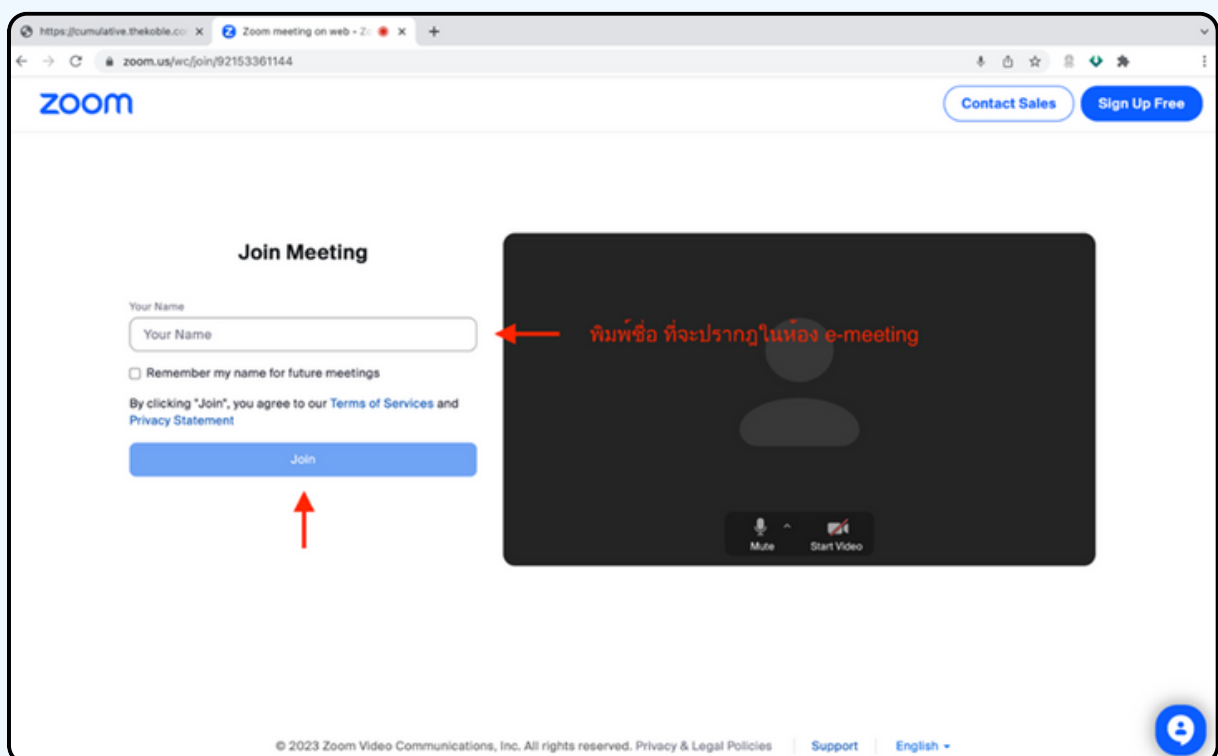 https://cumulative.thekoble.co
Zoom meeting on web - Zo
zoom.us/wc/join/92153361144
zoom
Contact Sales
Sign Up Free
Join Meeting
Your Name
Your Name
พิมพ์ชื่อ ที่จะปรากฏในห้อง e-meeting
Remember my name for future meetings
By clicking "Join", you agree to our Terms of Services and
Privacy Statement
Join
Mute
Start Video
© 2023 Zoom Video Communications, Inc. All rights reserved. Privacy & Legal Policies
Support
English